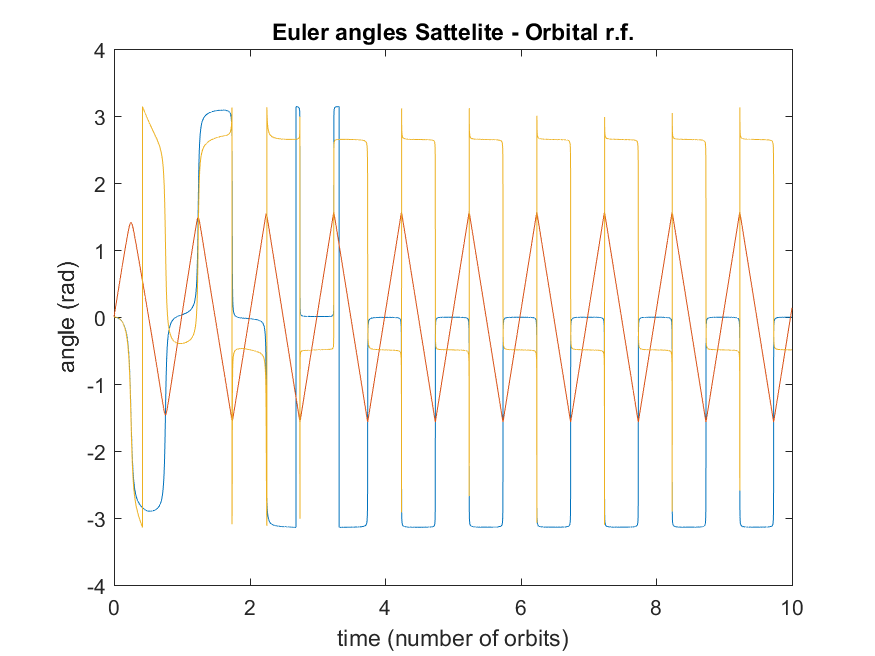 Euler angles Sattelite - Orbital r.f.
4
3
2
1
0
-1
-2
-3
-4
angle (rad)
0 2 4 6 8 10
time (number of orbits)